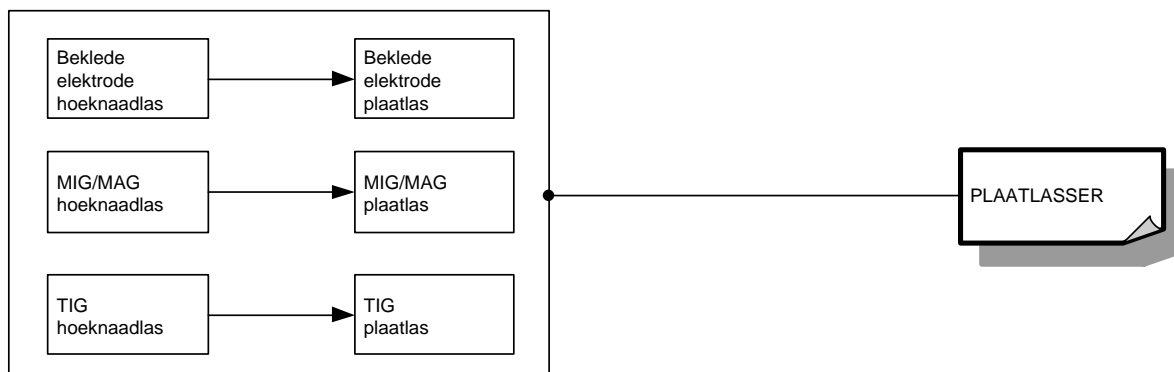 Beklede
elektrode
hoeknaadlas
Beklede
elektrode
plaatlas
MIG/MAG
hoeknaadlas
MIG/MAG
plaatlas
PLAATLASSER
TIG
hoeknaadlas
TIG
plaatlas